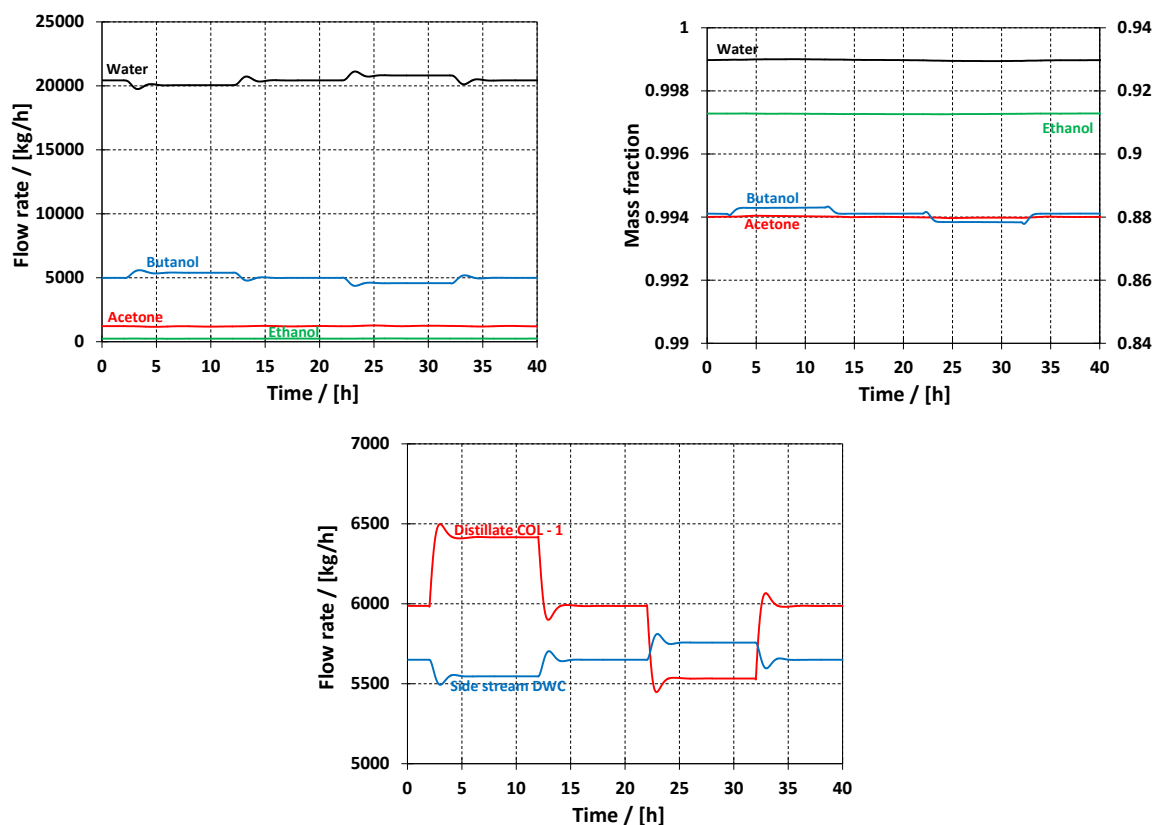 25000
20000
15000
10000
5000
0
Flow rate / [kg/h]
Water
Butanol
Acetone
Ethanol
0 5 10 15 20 25 30 35 40
Time / [h]
1
0.998
0.996
0.994
0.992
0.99
Mass fraction
Water
Ethanol
Butanol
Acetone
0.94
0.92
0.9
0.88
0.86
0.84
0 5 10 15 20 25 30 35 40
Time / [h]
7000
6500
6000
5500
5000
Flow rate / [kg/h]
Distillate COL - 1
Side stream DWC
0 5 10 15 20 25 30 35 40
Time / [h]